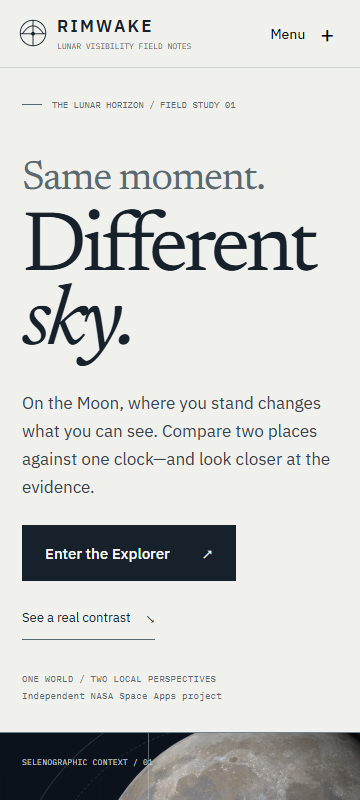 RIMWAKE
LUNAR VISIBILITY FIELD NOTES
Menu +
THE LUNAR HORIZON / FIELD STUDY 01
Same moment.
Different
sky.
On the Moon, where you stand changes
what you can see. Compare two places
against one clock—and look closer at the
evidence.
Enter the Explorer ↗
See a real contrast ↘
ONE WORLD / TWO LOCAL PERSPECTIVES
Independent NASA Space Apps project
SELENOGRAPHIC CONTEXT / 01